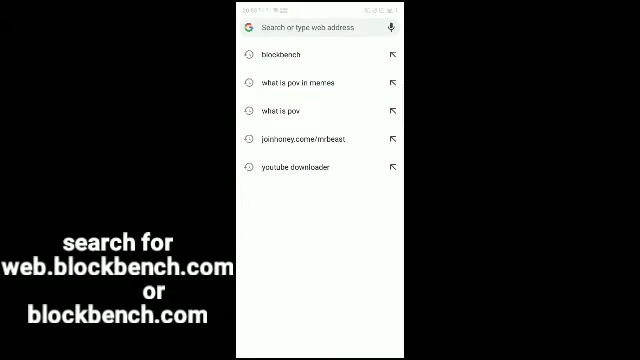 Search or type web address
blockbench
what is pov in memes
what is pov
joinhoney.come/mrbeast
youtube downloader
search for
web.blockbench.com
or
blockbench.com